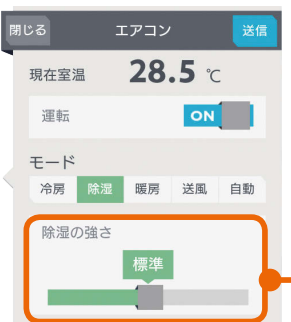 閉じる エアコン 送信
現在室温 28.5 ℃
運転 ON
モード
冷房 除湿 暖房 送風 自動
除湿の強さ
標準